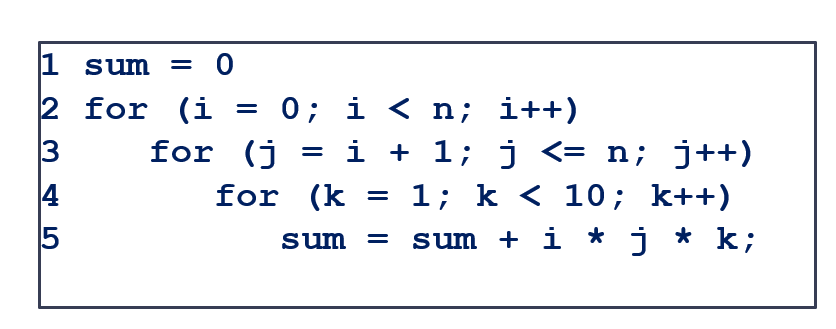 1 sum = 0
2 for (i = 0; i < n; i++)
3 for (j = i + 1; j <= n; j++)
4 for (k = 1; k < 10; k++)
5 sum = sum + i * j * k;